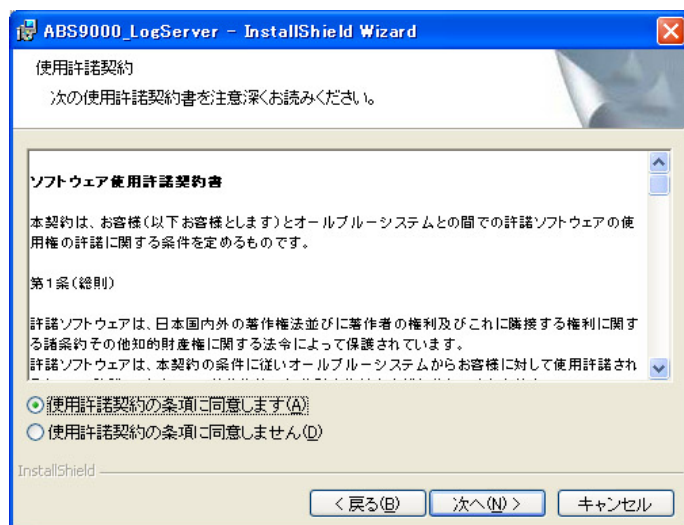 ABS9000_LogServer - InstallShield Wizard
使用許諾契約
次の使用許諾契約書を注意深くお読みください。
ソフトウェア使用許諾契約書
本契約は、お客様(以下お客様とします)とオールブルーシステムとの間での許諾ソフトウェアの使
用権の許諾に関する条件を定めるものです。
第1条(総則)
許諾ソフトウェアは、日本国内外の著作権法並びに著作者の権利及びこれに隣接する権利に関す
る諸条約その他知的財産権に関する法令によって保護されています。
許諾ソフトウェアは、本契約の条件に従いオールブルーシステムからお客様に対して使用許諾され
使用許諾契約の条項に同意します(A)
使用許諾契約の条項に同意しません(D)
InstallShield
< 戻る(B)
次へ(N) >
キャンセル